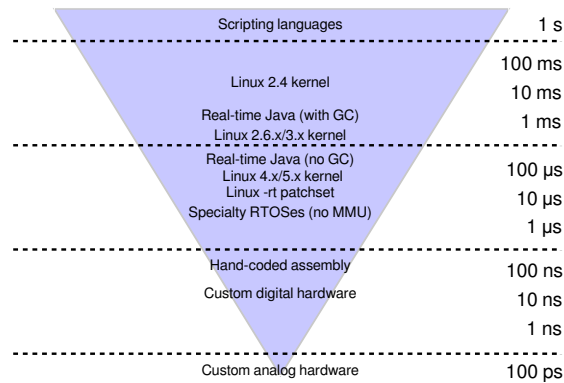 Scripting languages
1 s
100 ms
Linux 2.4 kernel
10 ms
Real-time Java (with GC)
1 ms
Linux 2.6.x/3.x kernel
Real-time Java (no GC)
100 µs
Linux 4.x/5.x kernel
Linux -rt patchset
10 µs
Specialty RTOSes (no MMU)
1 µs
Hand-coded assembly
100 ns
Custom digital hardware
10 ns
1 ns
Custom analog hardware
100 ps